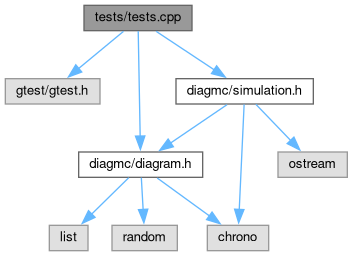 tests/tests.cpp
gtest/gtest.h
diagmc/simulation.h
diagmc/diagram.h
ostream
list
random
chrono